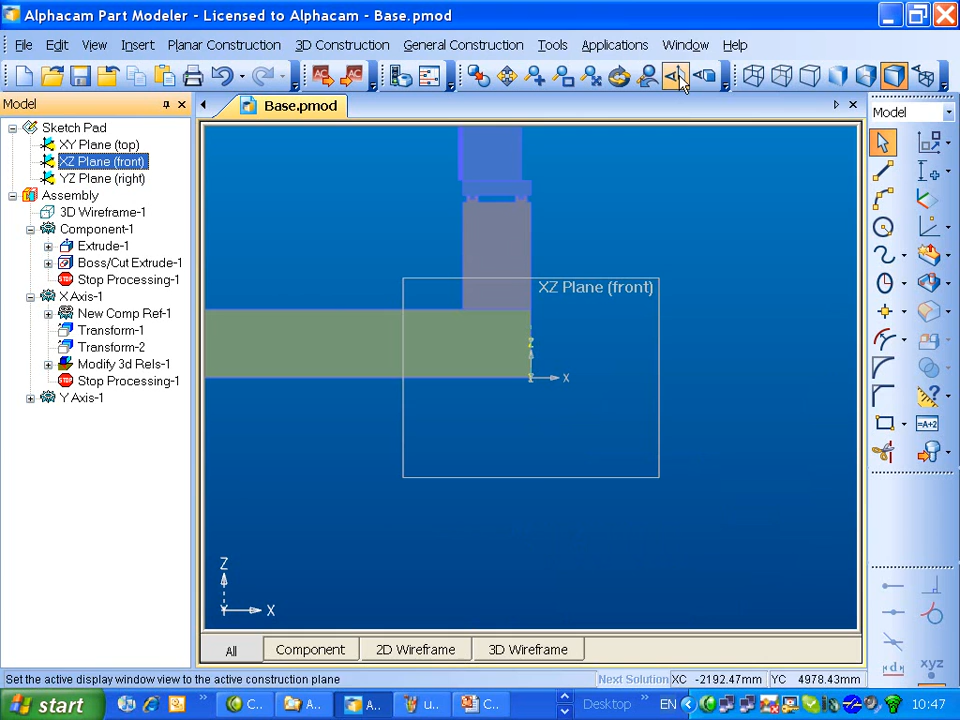 Alphacam Part Modeler - Licensed to Alphacam - Base.pmod
File Edit View Insert Planar Construction 3D Construction General Construction Tools Applications Window Help
Model
Base.pmod
Model
Sketch Pad
XY Plane (top)
XZ Plane (front)
YZ Plane (right)
Assembly
3D Wireframe-1
Component-1
Extrude-1
Boss/Cut Extrude-1
Stop Processing-1
X Axis-1
New Comp Ref-1
Transform-1
Transform-2
Modify 3d Rels-1
Stop Processing-1
Y Axis-1
XZ Plane (front)
Z
X
Z
Y X
All Component 2D Wireframe 3D Wireframe
Set the active display window view to the active construction plane
Next Solution XC -2192.47mm YC 4978.43mm
start C... A... A... u... C... Desktop EN 10:47